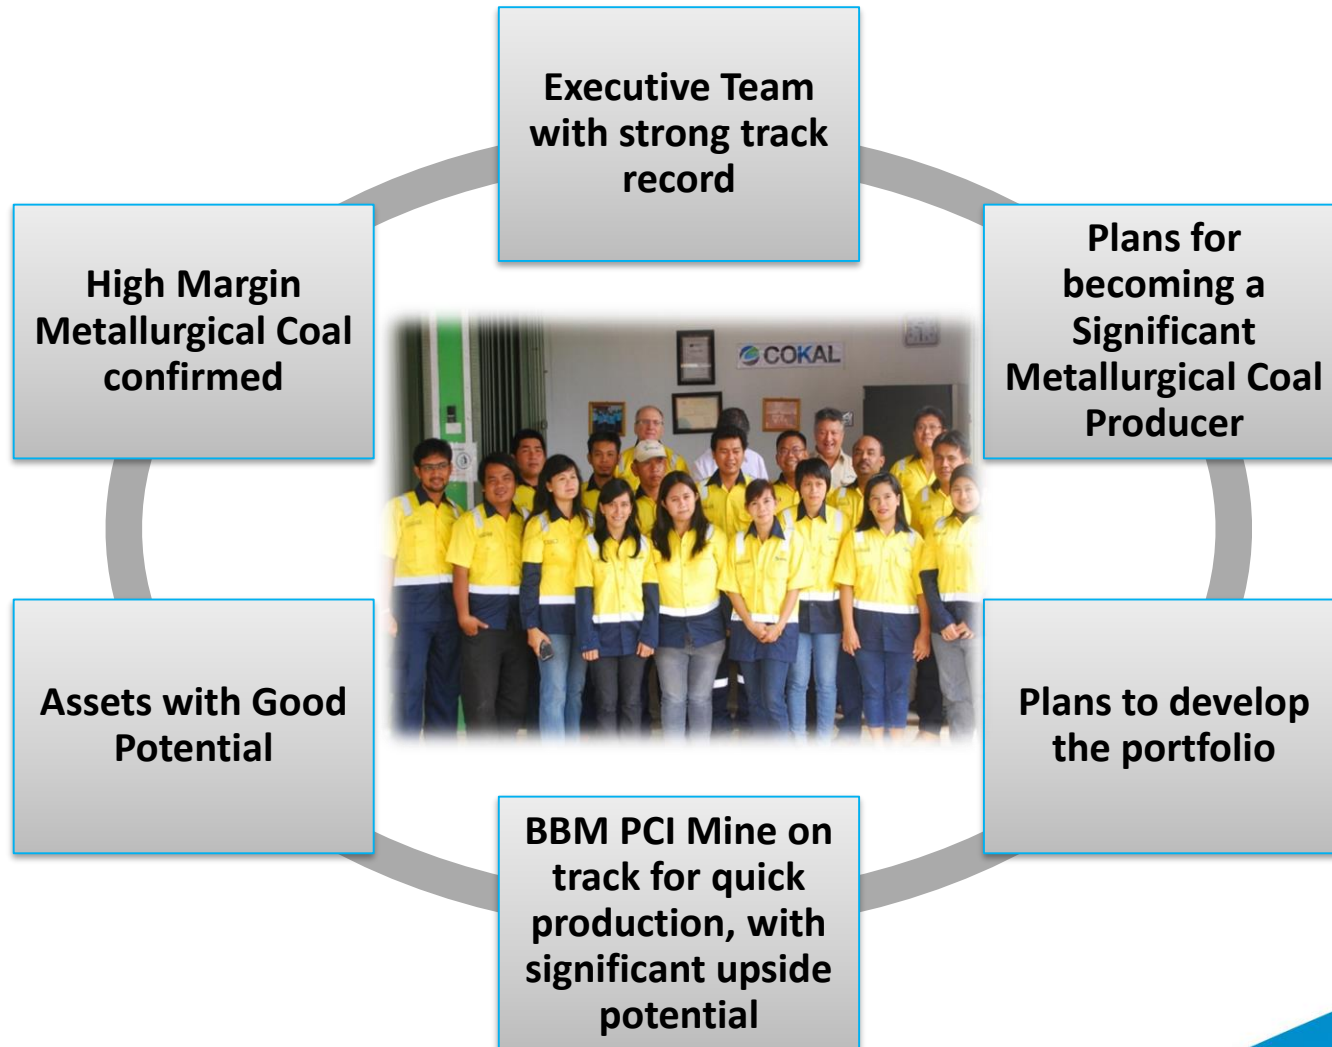 Executive Team
with strong track
record
Plans for
becoming a
Significant
Metallurgical Coal
Producer
High Margin
Metallurgical Coal
confirmed
COKAL
Assets with Good
Potential
Plans to develop
the portfolio
BBM PCI Mine on
track for quick
production, with
significant upside
potential